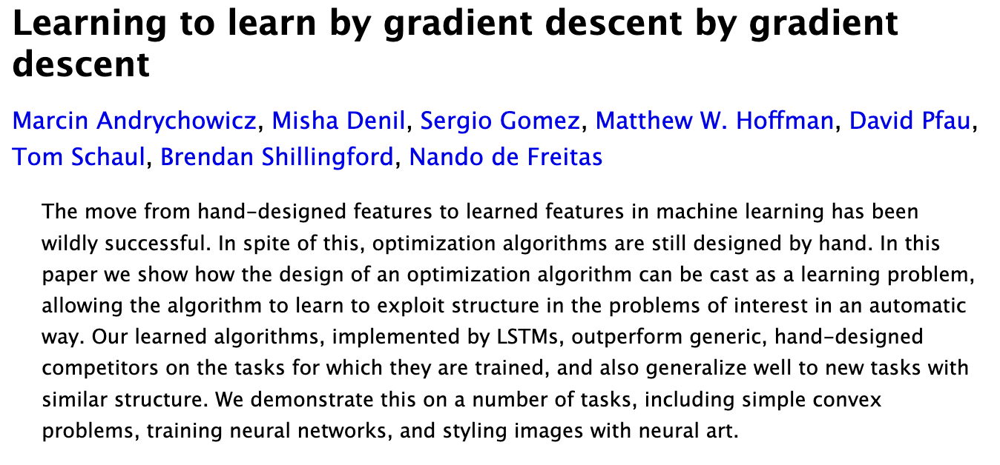 Learning to learn by gradient descent by gradient
descent
Marcin Andrychowicz, Misha Denil, Sergio Gomez, Matthew W. Hoffman, David Pfau,
Tom Schaul, Brendan Shillingford, Nando de Freitas
The move from hand-designed features to learned features in machine learning has been
wildly successful. In spite of this, optimization algorithms are still designed by hand. In this
paper we show how the design of an optimization algorithm can be cast as a learning problem,
allowing the algorithm to learn to exploit structure in the problems of interest in an automatic
way. Our learned algorithms, implemented by LSTMs, outperform generic, hand-designed
competitors on the tasks for which they are trained, and also generalize well to new tasks with
similar structure. We demonstrate this on a number of tasks, including simple convex
problems, training neural networks, and styling images with neural art.